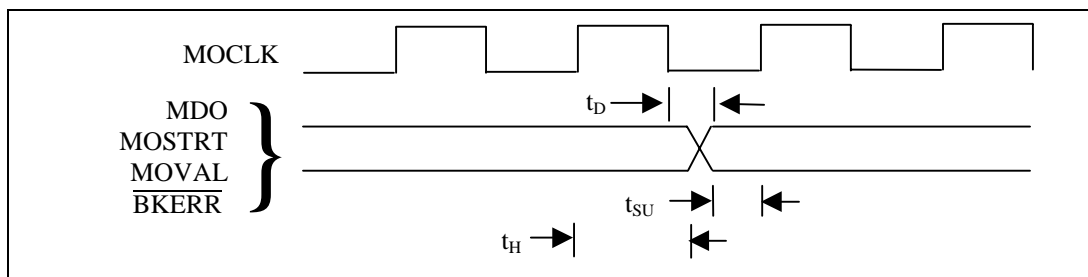 MOCLK
MDO
MOSTRT
MOVAL
BKERR
tD
tSU
tH